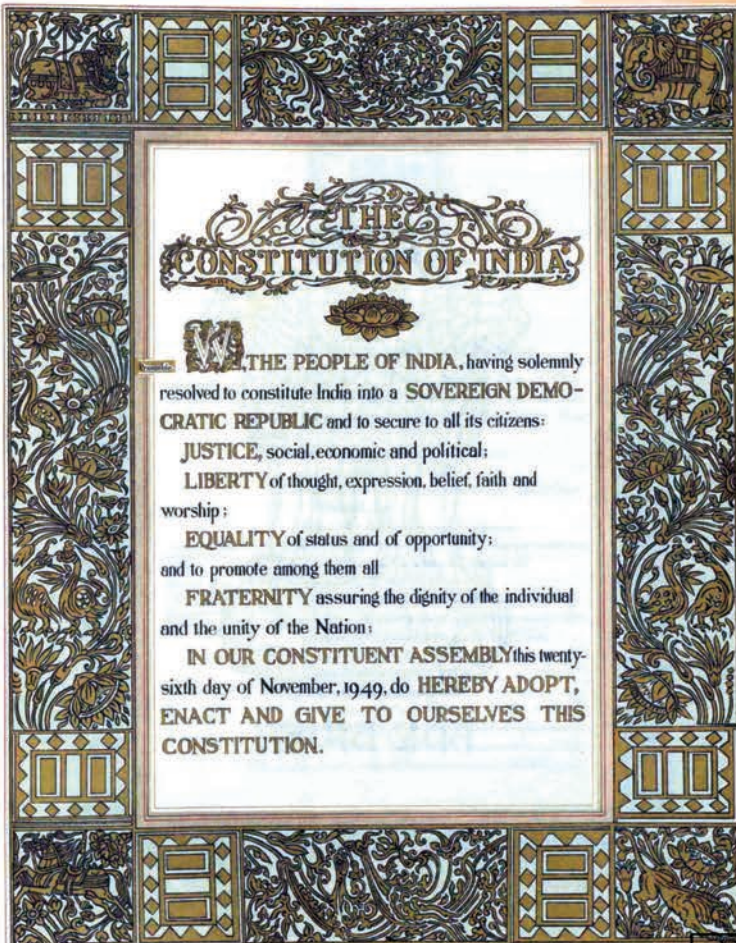 THE
CONSTITUTION OF INDIA
Preamble
WE, THE PEOPLE OF INDIA, having solemnly
resolved to constitute India into a SOVEREIGN DEMO-
CRATIC REPUBLIC and to secure to all its citizens:
JUSTICE, social, economic and political;
LIBERTY of thought, expression, belief, faith and
worship;
EQUALITY of status and of opportunity;
and to promote among them all
FRATERNITY assuring the dignity of the individual
and the unity of the Nation;
IN OUR CONSTITUENT ASSEMBLY this twenty-
sixth day of November, 1949, do HEREBY ADOPT,
ENACT AND GIVE TO OURSELVES THIS
CONSTITUTION.